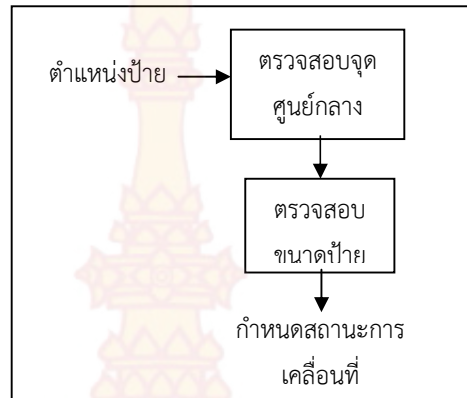 ตำแหน่งป้าย
ตรวจสอบจุด
ศูนย์กลาง
ตรวจสอบ
ขนาดป้าย
กำหนดสถานะการ
เคลื่อนที่